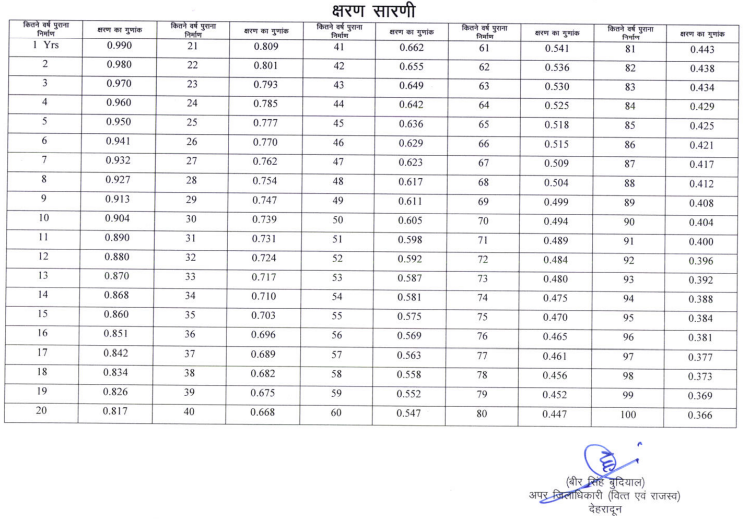 क्षरण सारणी
कितने वर्ष पुराना निर्माण क्षरण का गुणांक कितने वर्ष पुराना निर्माण क्षरण का गुणांक कितने वर्ष पुराना निर्माण क्षरण का गुणांक कितने वर्ष पुराना निर्माण क्षरण का गुणांक कितने वर्ष पुराना निर्माण क्षरण का गुणांक
1 Yrs 0.990 21 0.809 41 0.662 61 0.541 81 0.443
2 0.980 22 0.801 42 0.655 62 0.536 82 0.438
3 0.970 23 0.793 43 0.649 63 0.530 83 0.434
4 0.960 24 0.785 44 0.642 64 0.525 84 0.429
5 0.950 25 0.777 45 0.636 65 0.518 85 0.425
6 0.941 26 0.770 46 0.629 66 0.515 86 0.421
7 0.932 27 0.762 47 0.623 67 0.509 87 0.417
8 0.927 28 0.754 48 0.617 68 0.504 88 0.412
9 0.913 29 0.747 49 0.611 69 0.499 89 0.408
10 0.904 30 0.739 50 0.605 70 0.494 90 0.404
11 0.890 31 0.731 51 0.598 71 0.489 91 0.400
12 0.880 32 0.724 52 0.592 72 0.484 92 0.396
13 0.870 33 0.717 53 0.587 73 0.480 93 0.392
14 0.868 34 0.710 54 0.581 74 0.475 94 0.388
15 0.860 35 0.703 55 0.575 75 0.470 95 0.384
16 0.851 36 0.696 56 0.569 76 0.465 96 0.381
17 0.842 37 0.689 57 0.563 77 0.461 97 0.377
18 0.834 38 0.682 58 0.558 78 0.456 98 0.373
19 0.826 39 0.675 59 0.552 79 0.452 99 0.369
20 0.817 40 0.668 60 0.547 80 0.447 100 0.366
(बीर सिंह बुदियाल)
अपर जिलाधिकारी (वित्त एवं राजस्व)
देहरादून